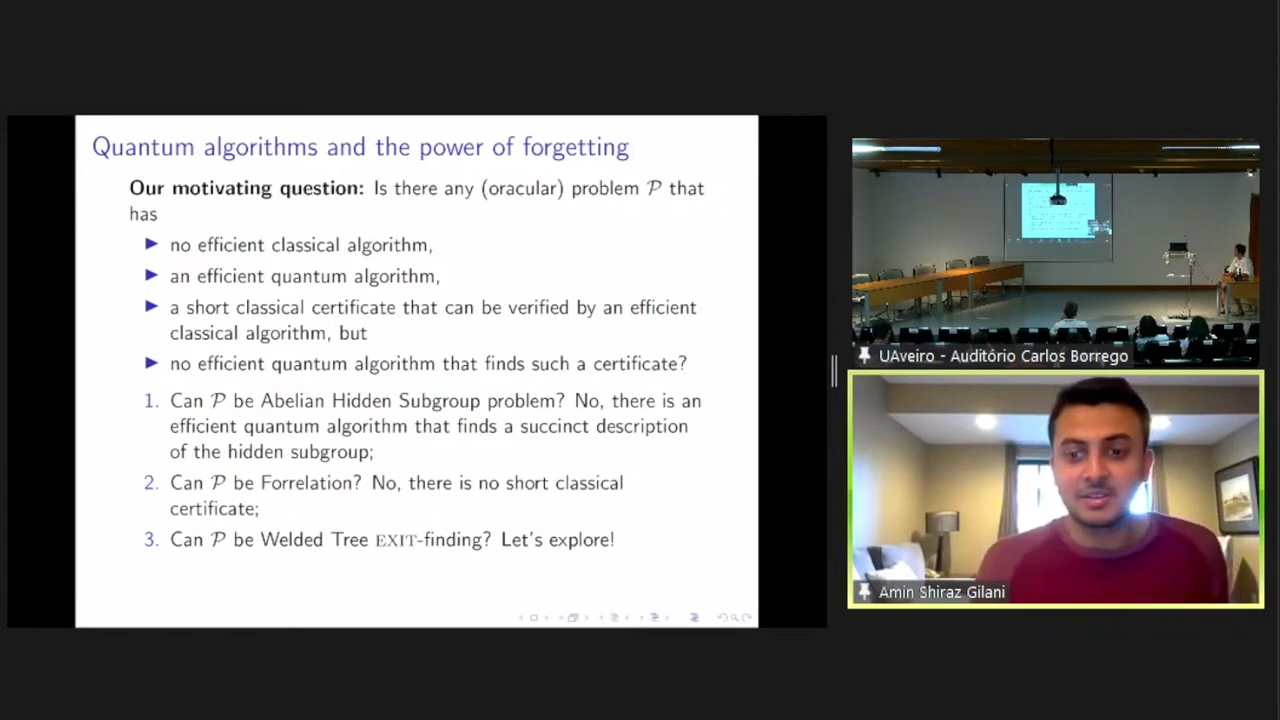 Quantum algorithms and the power of forgetting
Our motivating question: Is there any (oracular) problem 𝒫 that
has
▶ no efficient classical algorithm,
▶ an efficient quantum algorithm,
▶ a short classical certificate that can be verified by an efficient
classical algorithm, but
▶ no efficient quantum algorithm that finds such a certificate?
1. Can 𝒫 be Abelian Hidden Subgroup problem? No, there is an
efficient quantum algorithm that finds a succinct description
of the hidden subgroup;
2. Can 𝒫 be Forrelation? No, there is no short classical
certificate;
3. Can 𝒫 be Welded Tree EXIT-finding? Let's explore!
UAveiro - Auditório Carlos Borrego
Amin Shiraz Gilani